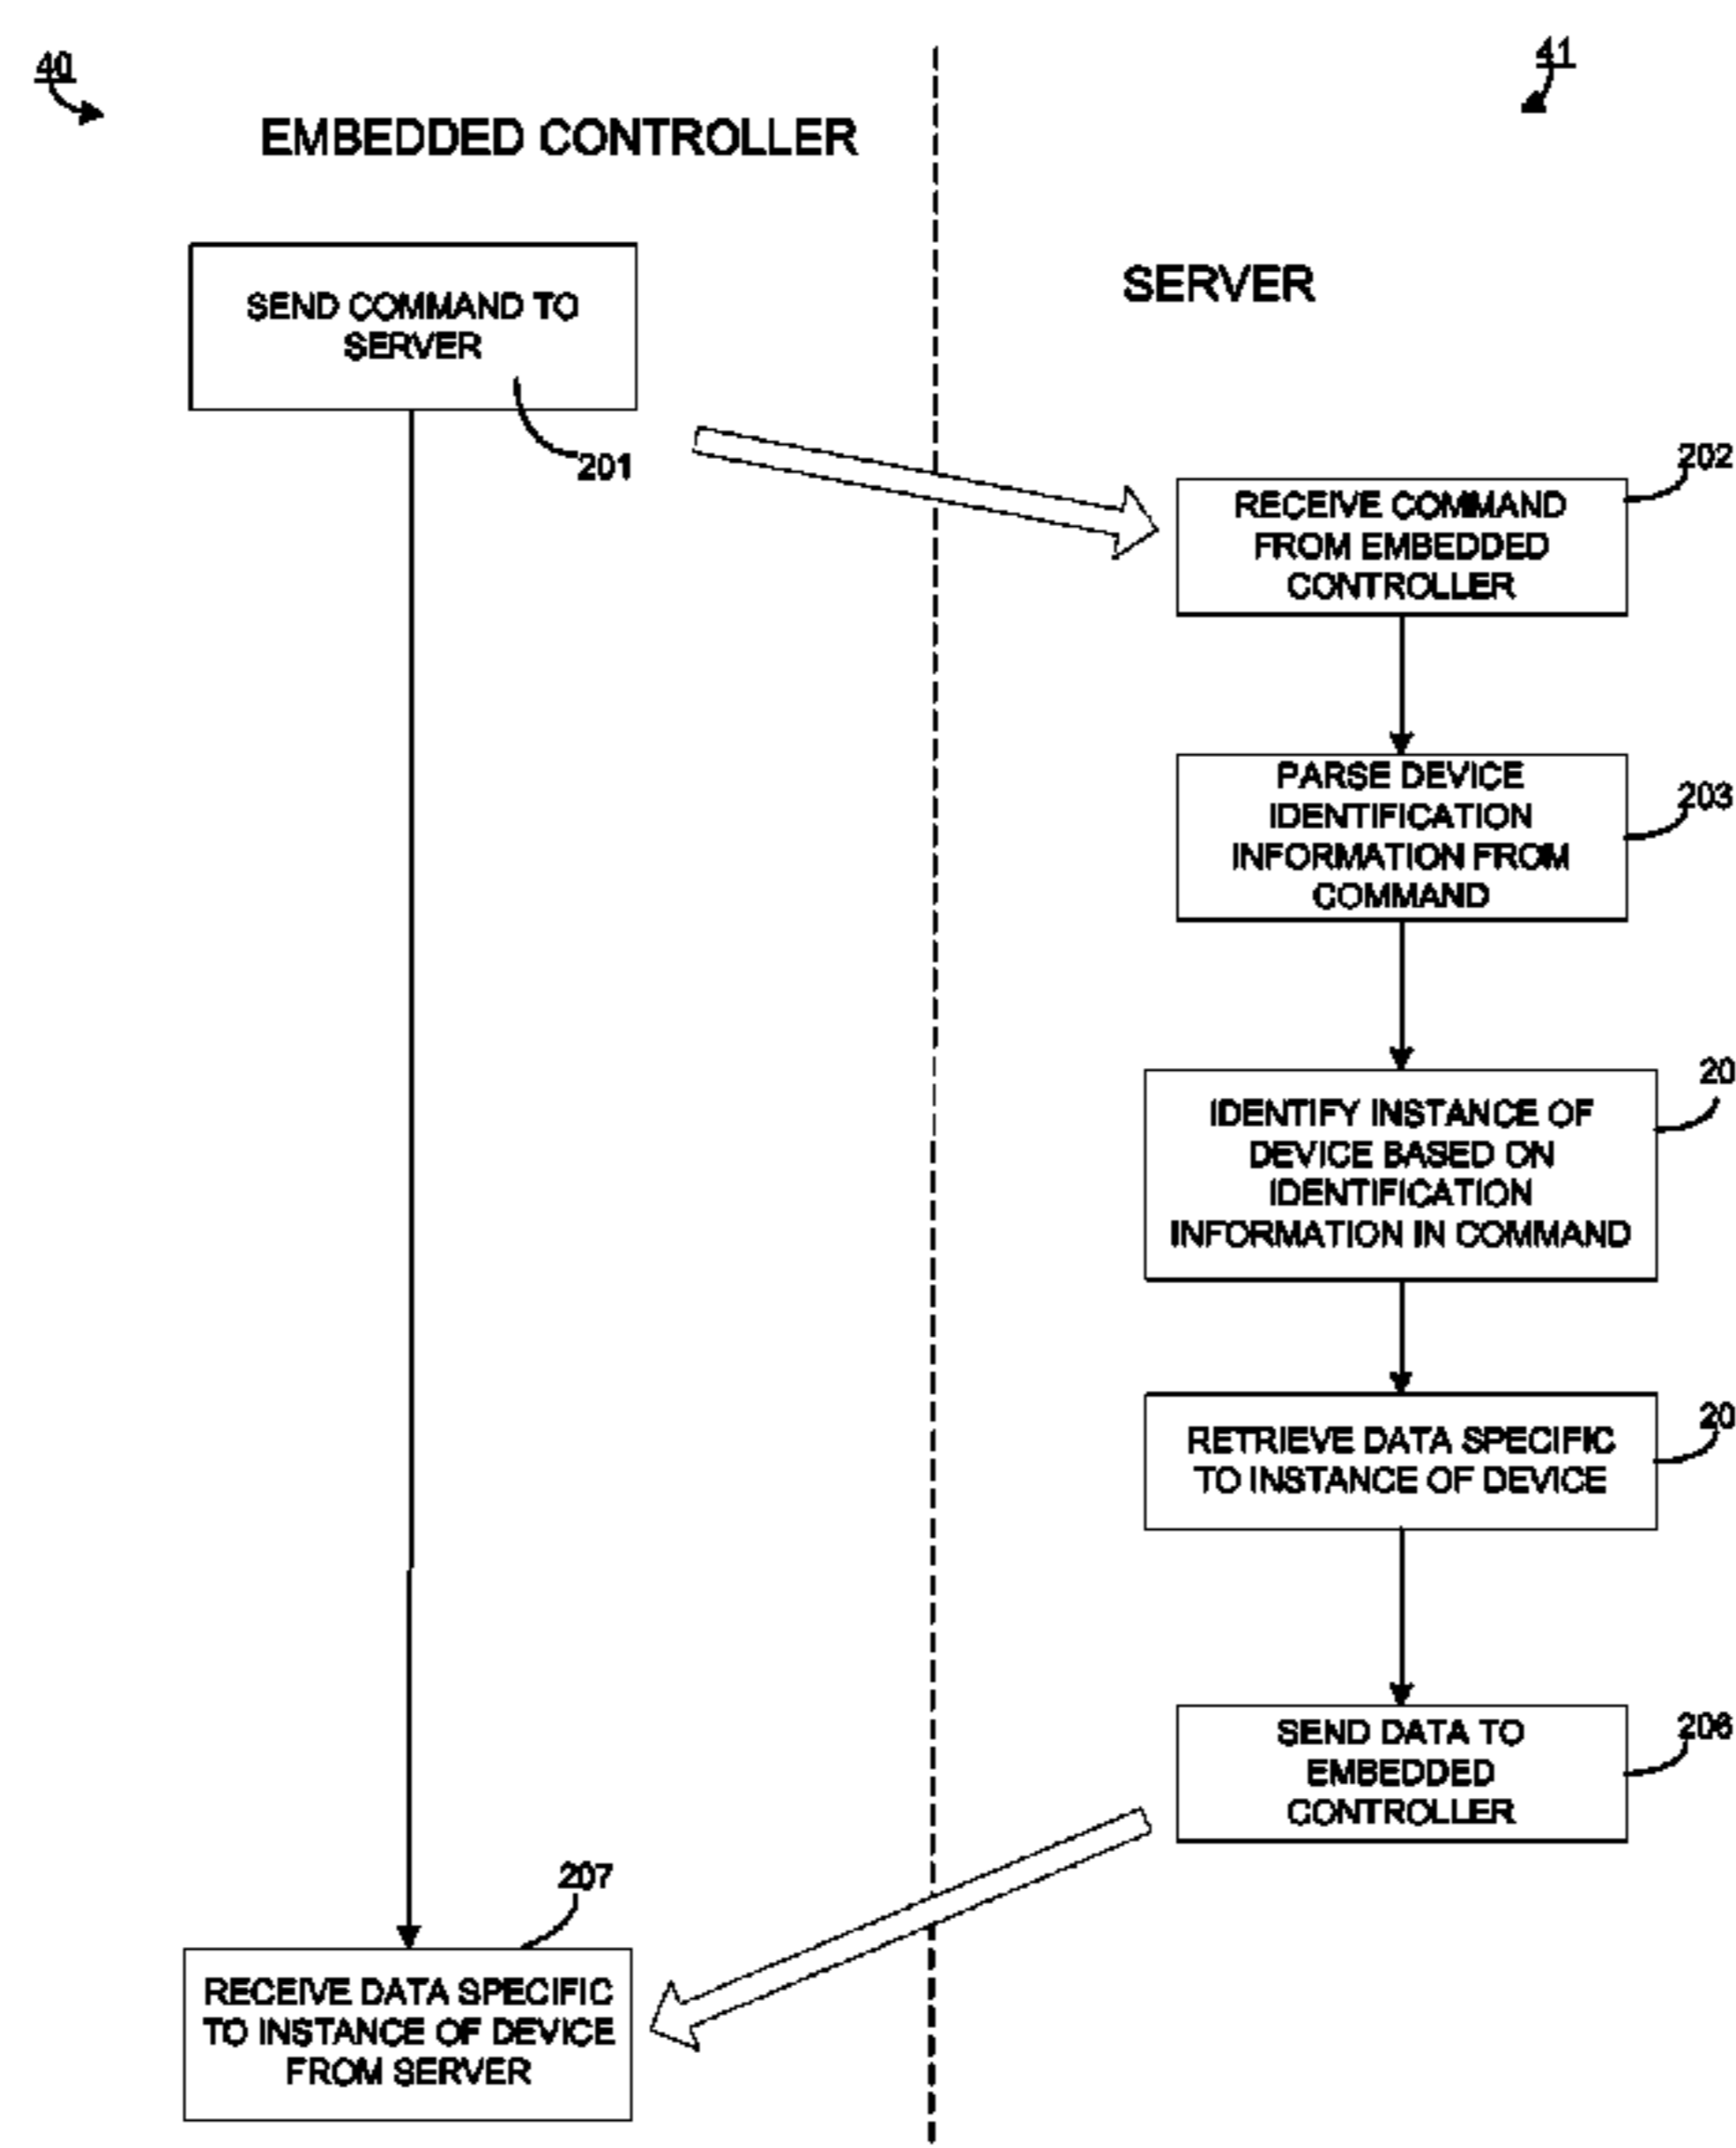 40
41
EMBEDDED CONTROLLER
SERVER
SEND COMMAND TO
SERVER
201
202
RECEIVE COMMAND
FROM EMBEDDED
CONTROLLER
203
PARSE DEVICE
IDENTIFICATION
INFORMATION FROM
COMMAND
20
IDENTIFY INSTANCE OF
DEVICE BASED ON
IDENTIFICATION
INFORMATION IN COMMAND
20
RETRIEVE DATA SPECIFIC
TO INSTANCE OF DEVICE
206
SEND DATA TO
EMBEDDED
CONTROLLER
207
RECEIVE DATA SPECIFIC
TO INSTANCE OF DEVICE
FROM SERVER